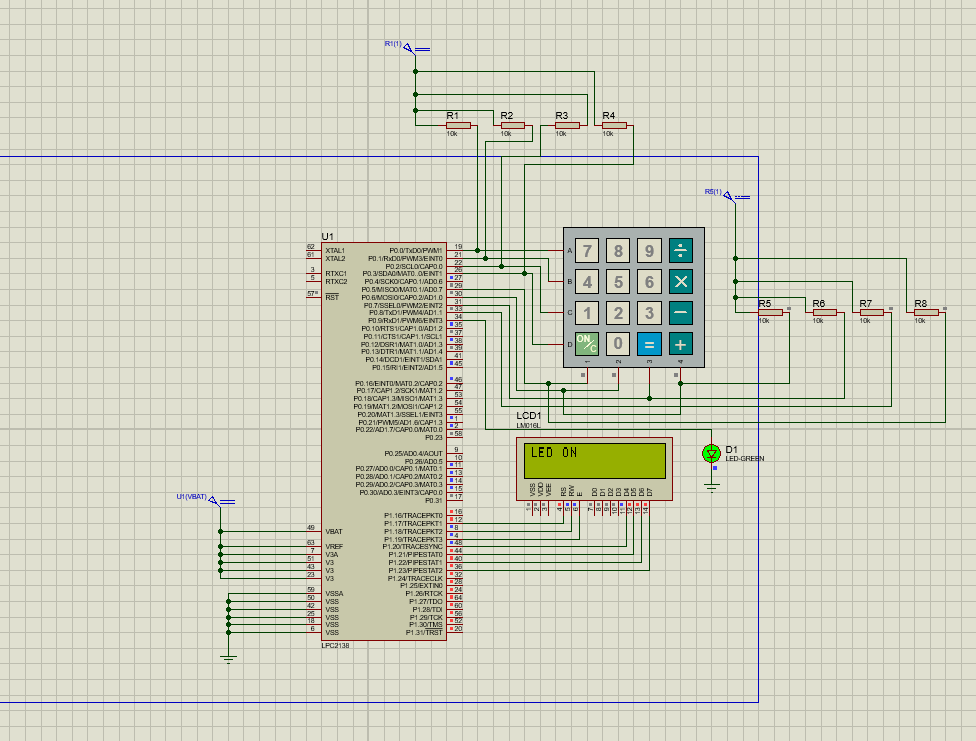 R1(1)
R1
R2
R3
R4
10k
10k
10k
10k
R5(1)
U1
7 8 9 ÷
4 5 6 ×
1 2 3 −
ON/C 0 = +
A
B
C
D
1 2 3 4
R5
R6
R7
R8
10k
10k
10k
10k
62 XTAL1
61 XTAL2
3 RTXC1
5 RTXC2
57 RST
P0.0/TxD0/PWM1 19
P0.1/RxD0/PWM3/EINT0 21
P0.2/SCL0/CAP0.0 22
P0.3/SDA0/MAT0.0/EINT1 26
P0.4/SCK0/CAP0.1/AD0.6 27
P0.5/MISO0/MAT0.1/AD0.7 29
P0.6/MOSI0/CAP0.2/AD1.0 30
P0.7/SSEL0/PWM2/EINT2 31
P0.8/TxD1/PWM4/AD1.1 33
P0.9/RxD1/PWM6/EINT3 34
P0.10/RTS1/CAP1.0/AD1.2 35
P0.11/CTS1/CAP1.1/SCL1 37
P0.12/DSR1/MAT1.0/AD1.3 38
P0.13/DTR1/MAT1.1/AD1.4 39
P0.14/DCD1/EINT1/SDA1 41
P0.15/RI1/EINT2/AD1.5 45
P0.16/EINT0/MAT0.2/CAP0.2 46
P0.17/CAP1.2/SCK1/MAT1.2 47
P0.18/CAP1.3/MISO1/MAT1.3 53
P0.19/MAT1.2/MOSI1/CAP1.2 54
P0.20/MAT1.3/SSEL1/EINT3 55
P0.21/PWM5/AD1.6/CAP1.3 1
P0.22/AD1.7/CAP0.0/MAT0.0 2
P0.23 58
P0.25/AD0.4/AOUT 9
P0.26/AD0.5 10
P0.27/AD0.0/CAP0.1/MAT0.1 11
P0.28/AD0.1/CAP0.2/MAT0.2 13
P0.29/AD0.2/CAP0.3/MAT0.3 14
P0.30/AD0.3/EINT3/CAP0.0 15
P0.31 17
LCD1
LM016L
LED ON
VSS VDD VEE RS RW E D0 D1 D2 D3 D4 D5 D6 D7
1 2 3 4 5 6 7 8 9 10 11 12 13 14
D1
LED-GREEN
U1(VBAT)
49 VBAT
63 VREF
7 V3A
51 V3
43 V3
23 V3
59 VSSA
50 VSS
42 VSS
25 VSS
18 VSS
6 VSS
P1.16/TRACEPKT0 16
P1.17/TRACEPKT1 12
P1.18/TRACEPKT2 8
P1.19/TRACEPKT3 4
P1.20/TRACESYNC 48
P1.21/PIPESTAT0 44
P1.22/PIPESTAT1 40
P1.23/PIPESTAT2 36
P1.24/TRACECLK 32
P1.25/EXTIN0 28
P1.26/RTCK 24
P1.27/TDO 64
P1.28/TDI 60
P1.29/TCK 56
P1.30/TMS 52
P1.31/TRST 20
LPC2138